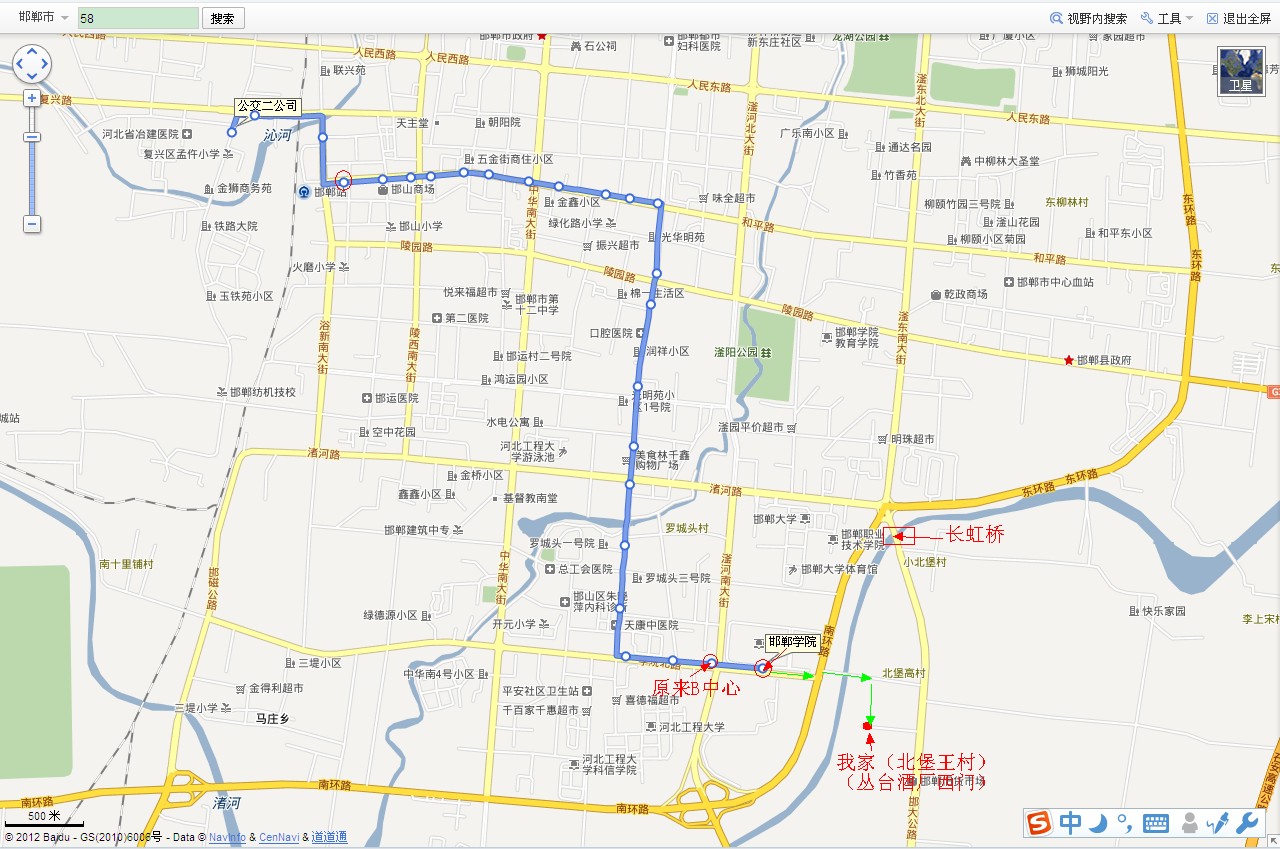 邯郸市
58
搜索
视野内搜索
工具
退出全屏
卫星
邯郸市政府
石公祠
龙湖公园
人民西路
人民西路
联兴苑
新东庄社区
妇科医院
人民东路
狮城阳光
滏东北大街
滏河北大街
人民东路
复兴路
公交二公司
河北省冶建医院
沁河
天主堂
朝阳院
广乐南小区
通达名园
复兴区孟仵小学
五金街商住小区
中柳林大圣堂
竹香苑
金狮商务苑
邯郸站
邯山商场
中华南大街
金鑫小区
味全超市
柳颐竹园三号院
东柳林村
东环路
铁路大院
邯山小学
绿化路小学
和平路
滏山花园
和平东小区
陵园路
振兴超市
光华明苑
柳颐小区菊园
和平路
东环路
火磨小学
陵园路
邯郸市中心血站
玉铁苑小区
悦来福超市
邯郸市第
十二中学
棉一生活区
乾政商场
第二医院
陵园路
浴新南大街
陵西南大街
口腔医院
邯郸学院
教育学院
滏东南大街
邯运村二号院
润祥小区
滏阳公园
邯郸县政府
鸿运园小区
邯郸纺机技校
邯运医院
光明苑小
区1号院
水电公寓
滏园平价超市
明珠超市
空中花园
河北工程大
学游泳池
美食林千鑫
购物广场
渚河路
金桥小区
渚河路
东环路
东环路
鑫鑫小区
基督教南堂
邯郸大学
罗城头村
邯郸建筑中专
邯郸职业
技术学院
长虹桥
罗城头一号院
小北堡村
南十里铺村
中华南大街
总工会医院
罗城头三号院
滏河南大街
邯郸大学体育馆
邯磁公路
邯山区朱晓
萍内科诊所
快乐家园
绿德源小区
开元小学
天康中医院
南环路
李上宋村
邯郸学院
三堤小区
中华南4号小区
学院北路
北堡高村
金得利超市
平安社区卫生站
原来B中心
喜德福超市
三堤小学
马庄乡
千百家千惠超市
河北工程大学
我家（北堡王村）
（丛台酒厂西门）
河北工程大
学科信学院
南环路
南环路
渚河
南环路
邯大公路
500 米
© 2012 Baidu - GS(2010)6006号 - Data © NavInfo & CenNavi & 道道通
中